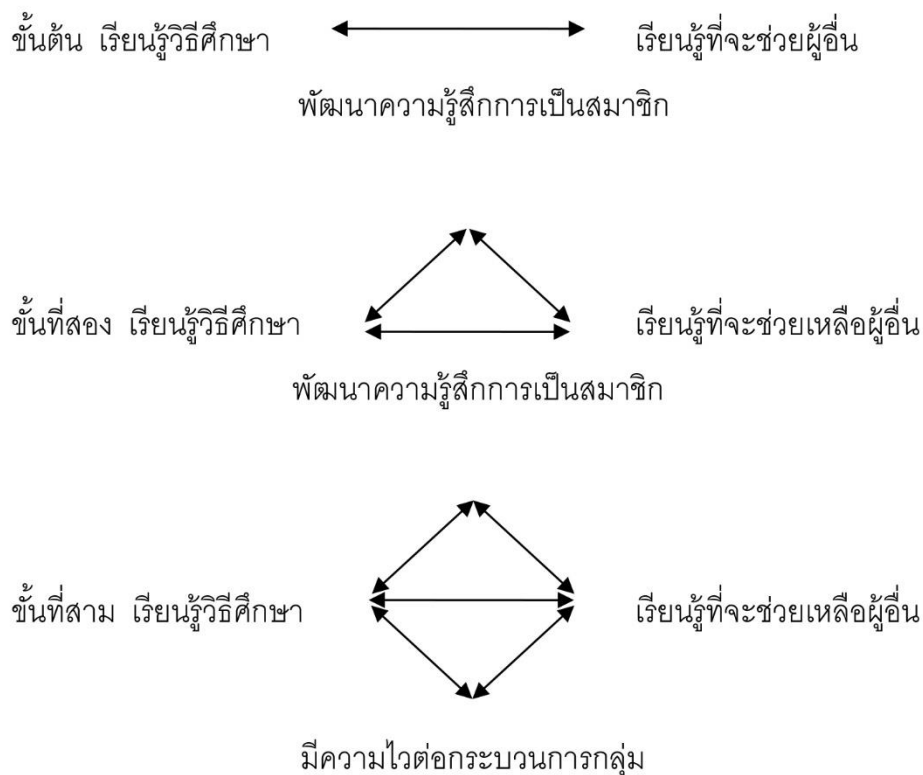 ขั้นต้น เรียนรู้วิธีศึกษา เรียนรู้ที่จะช่วยผู้อื่น
พัฒนาความรู้สึกการเป็นสมาชิก
ขั้นที่สอง เรียนรู้วิธีศึกษา เรียนรู้ที่จะช่วยเหลือผู้อื่น
พัฒนาความรู้สึกการเป็นสมาชิก
ขั้นที่สาม เรียนรู้วิธีศึกษา เรียนรู้ที่จะช่วยเหลือผู้อื่น
มีความไวต่อกระบวนการกลุ่ม